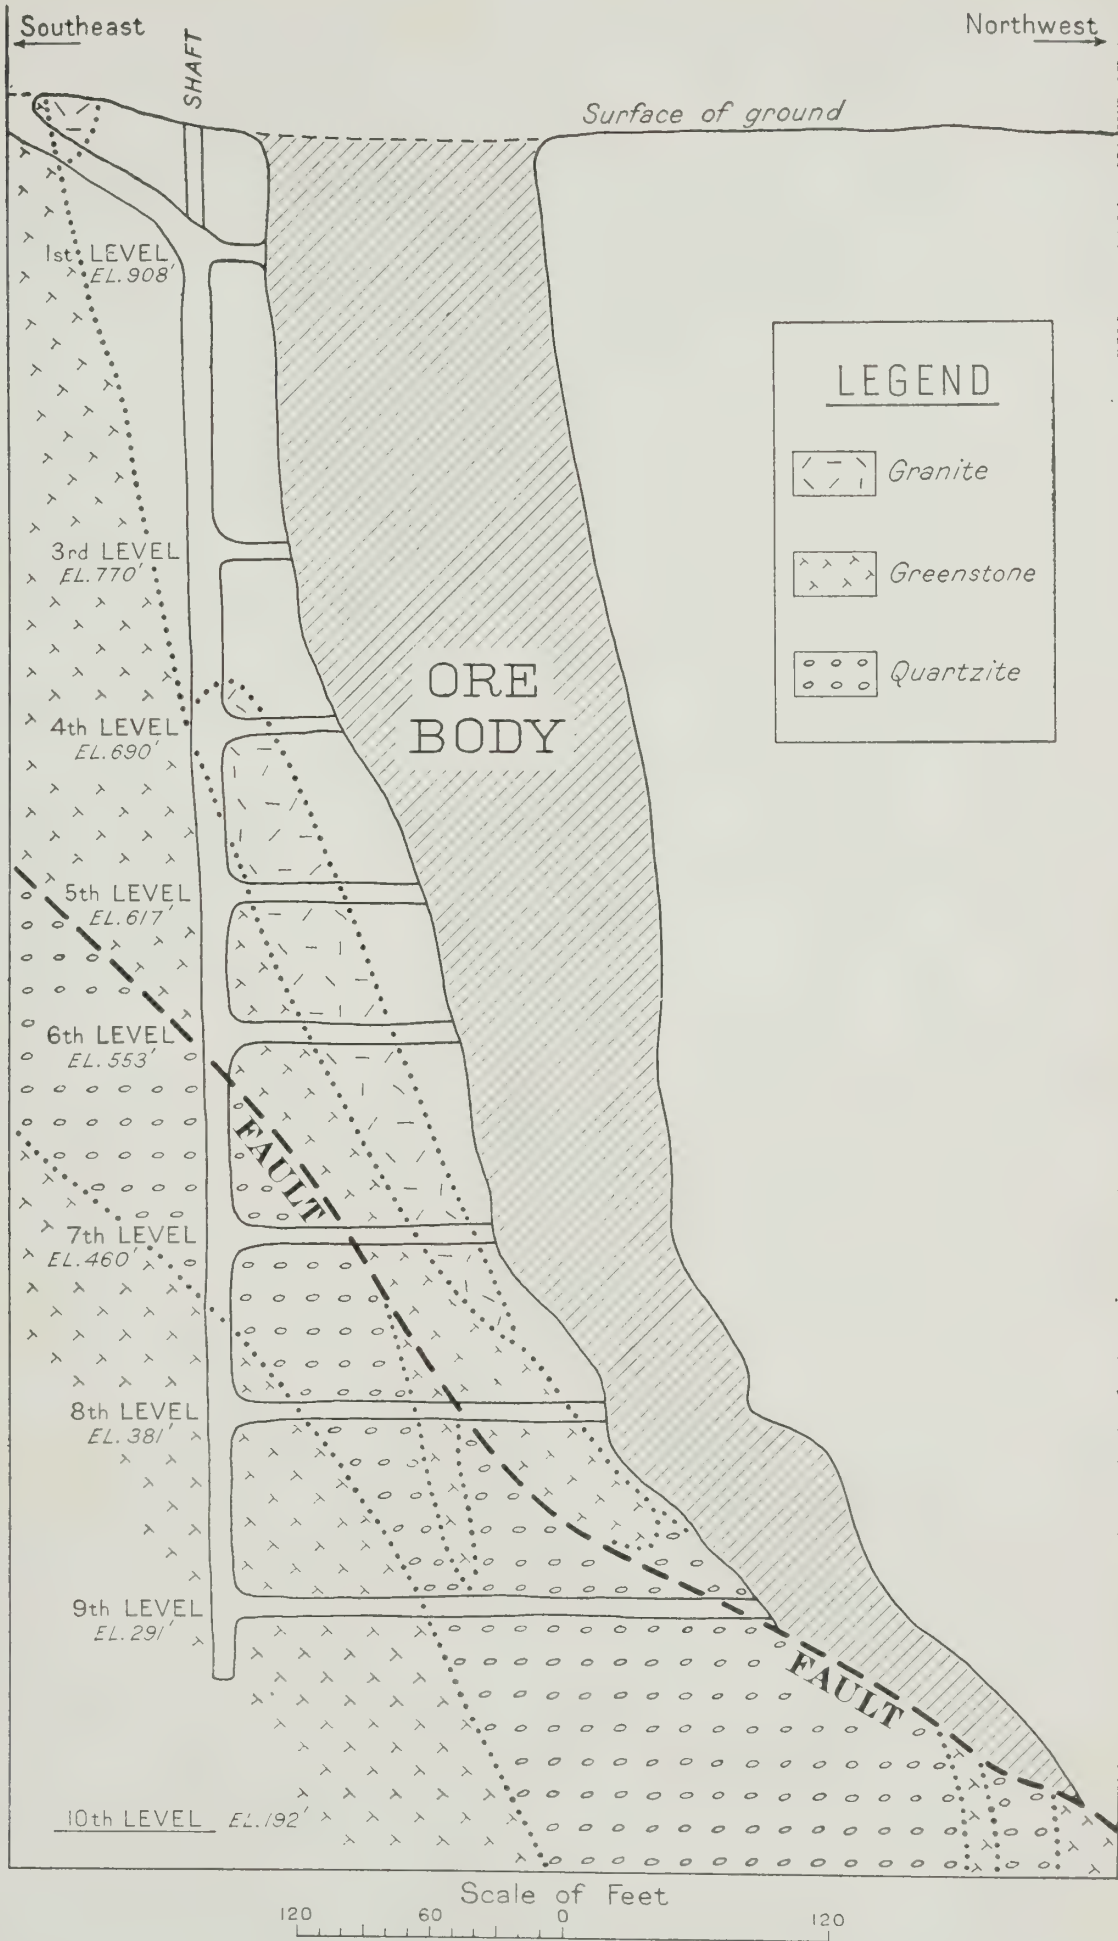 Southeast
Northwest
SHAFT
Surface of ground
1st LEVEL
EL. 908'
LEGEND
Granite
Greenstone
Quartzite
3rd LEVEL
EL. 770'
ORE
BODY
4th LEVEL
EL. 690'
5th LEVEL
EL. 617'
6th LEVEL
EL. 553'
FAULT
7th LEVEL
EL. 460'
8th LEVEL
EL. 381'
9th LEVEL
EL. 291'
FAULT
10th LEVEL EL. 192'
Scale of Feet
120 60 0 120